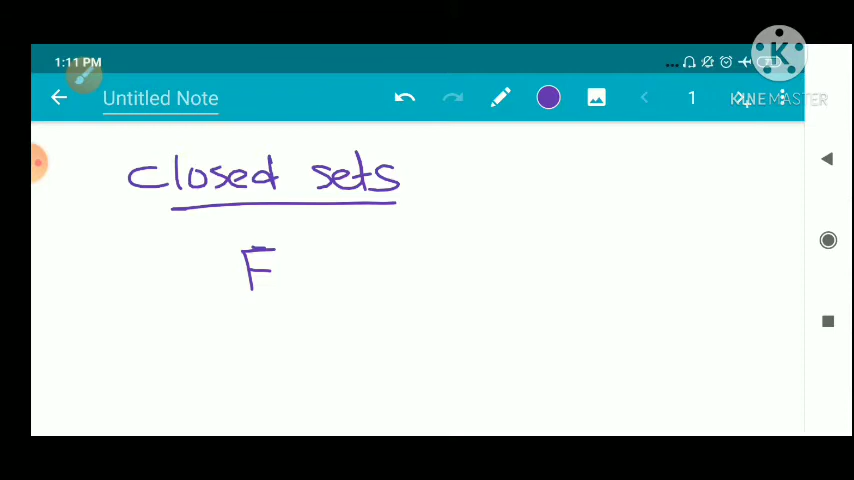 1:11 PM
Untitled Note
1
K
KINEMASTER
closed sets
F